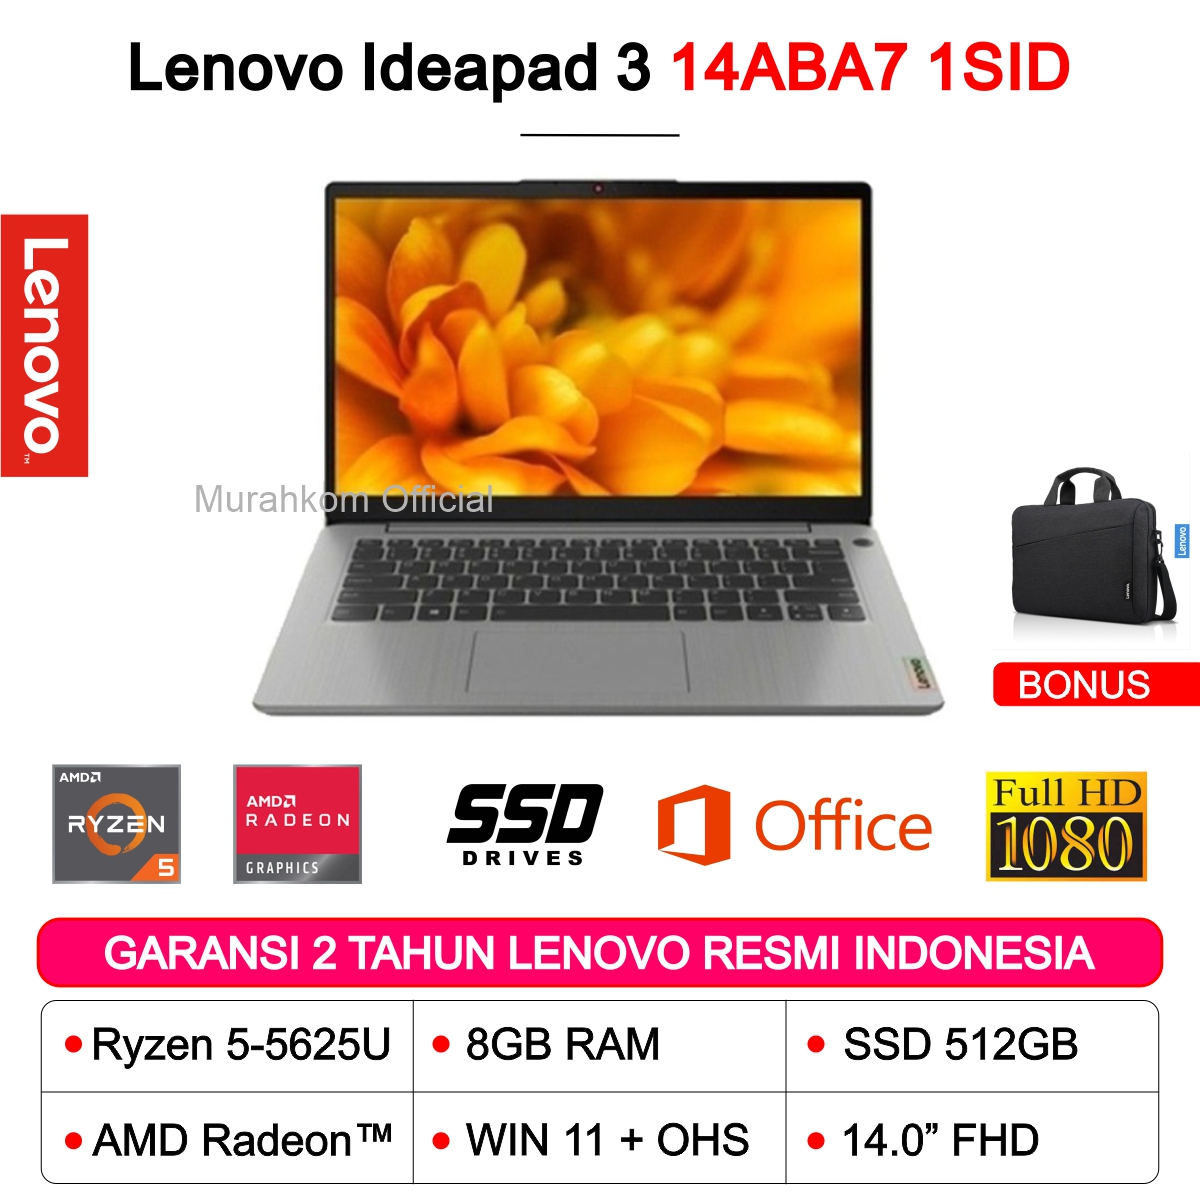 Lenovo Ideapad 3 14ABA7 1SID
Lenovo™
Murahkom Official
Lenovo
Lenovo
Lenovo
BONUS
AMD
RYZEN
5
AMD
RADEON
GRAPHICS
SSD
DRIVES
Office
Full HD
1080
GARANSI 2 TAHUN LENOVO RESMI INDONESIA
• Ryzen 5-5625U
• 8GB RAM
• SSD 512GB
• AMD Radeon™
• WIN 11 + OHS
• 14.0” FHD